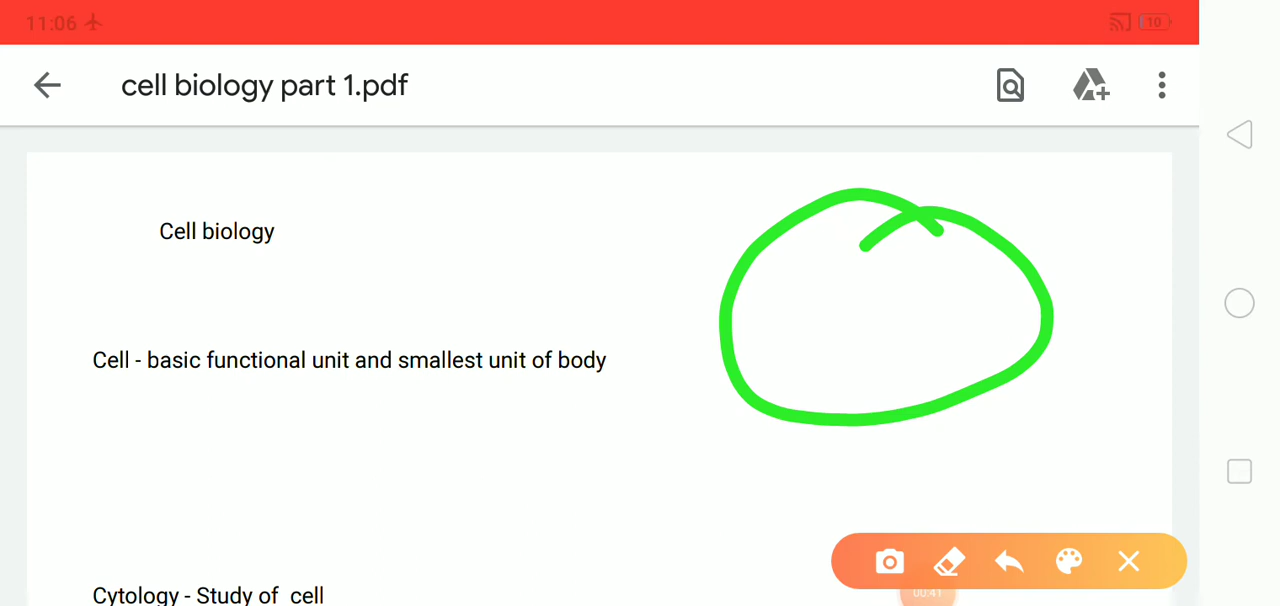 11:06
10
cell biology part 1.pdf
Cell biology
Cell - basic functional unit and smallest unit of body
Cytology - Study of cell
00:41